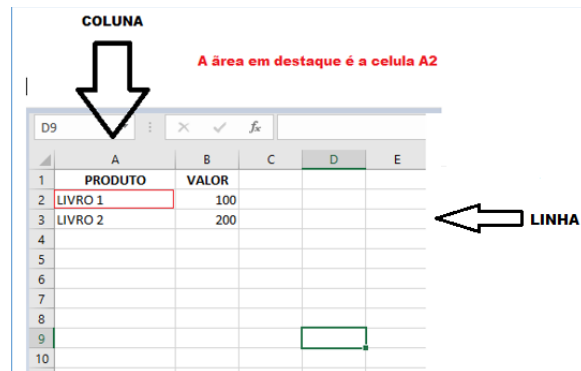 COLUNA
A ãrea em destaque é a celula A2
D9 fx
A B C D E
1 PRODUTO VALOR
2 LIVRO 1 100
3 LIVRO 2 200
LINHA
4
5
6
7
8
9
10